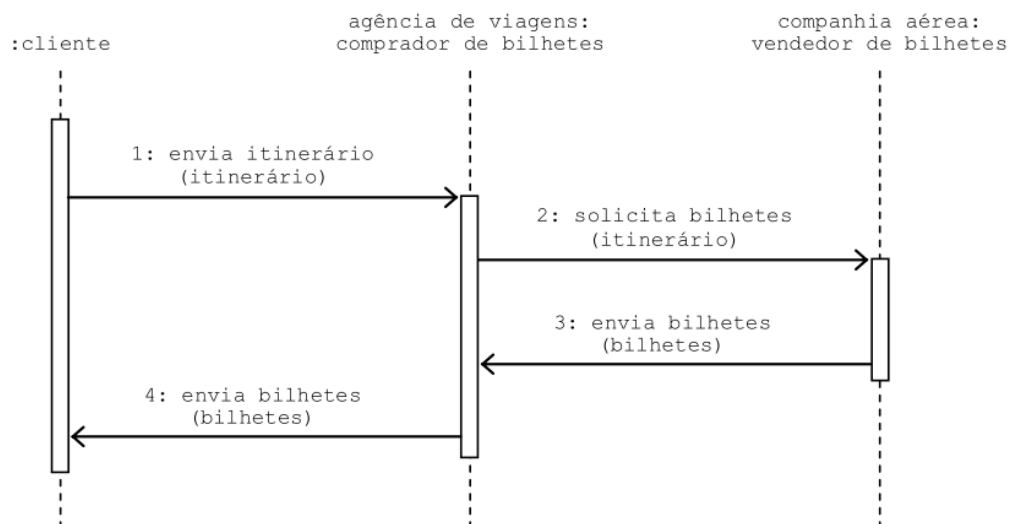 :cliente
agência de viagens:
comprador de bilhetes
companhia aérea:
vendedor de bilhetes
1: envia itinerário
(itinerário)
2: solicita bilhetes
(itinerário)
3: envia bilhetes
(bilhetes)
4: envia bilhetes
(bilhetes)